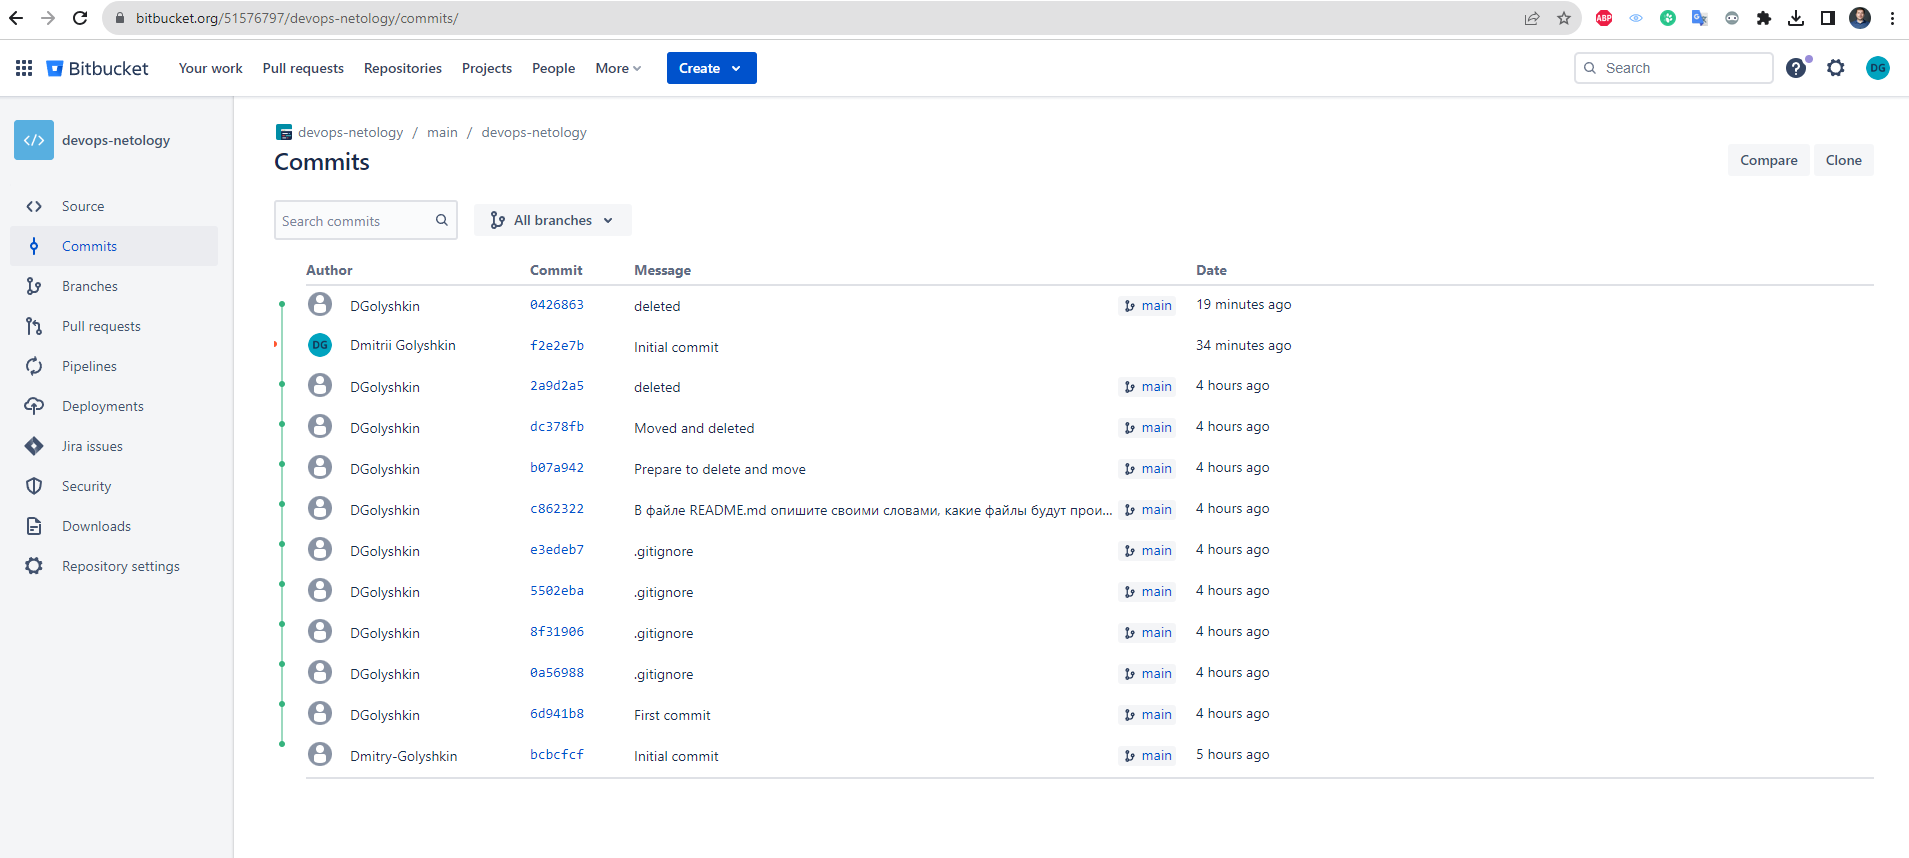 bitbucket.org/51576797/devops-netology/commits/
ABP
Bitbucket Your work Pull requests Repositories Projects People More Create Search DG
devops-netology
Source
Commits
Branches
Pull requests
Pipelines
Deployments
Jira issues
Security
Downloads
Repository settings
devops-netology / main / devops-netology
Commits
Compare Clone
Search commits All branches
Author Commit Message Date
DGolyshkin 0426863 deleted main 19 minutes ago
DG Dmitrii Golyshkin f2e2e7b Initial commit 34 minutes ago
DGolyshkin 2a9d2a5 deleted main 4 hours ago
DGolyshkin dc378fb Moved and deleted main 4 hours ago
DGolyshkin b07a942 Prepare to delete and move main 4 hours ago
DGolyshkin c862322 В файле README.md опишите своими словами, какие файлы будут прои... main 4 hours ago
DGolyshkin e3edeb7 .gitignore main 4 hours ago
DGolyshkin 5502eba .gitignore main 4 hours ago
DGolyshkin 8f31906 .gitignore main 4 hours ago
DGolyshkin 0a56988 .gitignore main 4 hours ago
DGolyshkin 6d941b8 First commit main 4 hours ago
Dmitry-Golyshkin bcbcfcf Initial commit main 5 hours ago